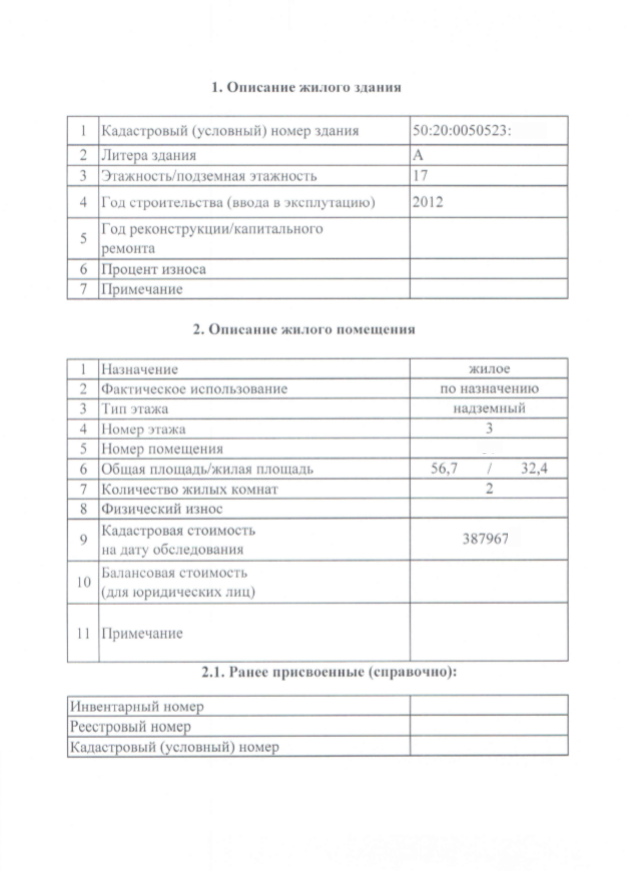 1. Описание жилого здания
1 Кадастровый (условный) номер здания 50:20:0050523:
2 Литера здания А
3 Этажность/подземная этажность 17
4 Год строительства (ввода в эксплутацию) 2012
5 Год реконструкции/капитального
ремонта
6 Процент износа
7 Примечание
2. Описание жилого помещения
1 Назначение жилое
2 Фактическое использование по назначению
3 Тип этажа надземный
4 Номер этажа 3
5 Номер помещения
6 Общая площадь/жилая площадь 56,7 / 32,4
7 Количество жилых комнат 2
8 Физический износ
9 Кадастровая стоимость
на дату обследования 387967
10 Балансовая стоимость
(для юридических лиц)
11 Примечание
2.1. Ранее присвоенные (справочно):
Инвентарный номер
Реестровый номер
Кадастровый (условный) номер